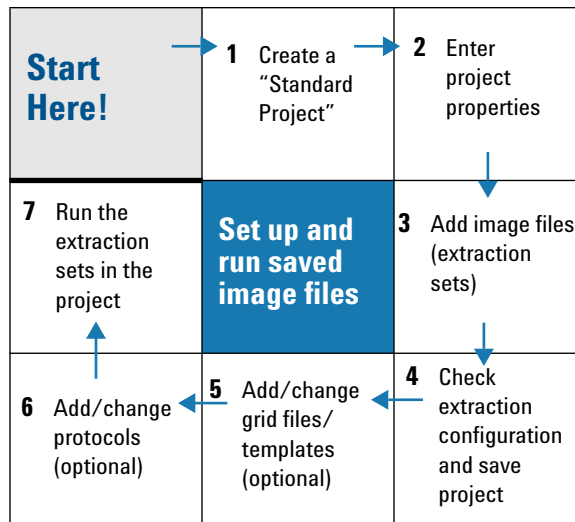 Start
Here!
1 Create a
“Standard
Project”
2 Enter
project
properties
3 Add image files
(extraction
sets)
4 Check
extraction
configuration
and save
project
5 Add/change
grid files/
templates
(optional)
6 Add/change
protocols
(optional)
7 Run the
extraction
sets in the
project
Set up and
run saved
image files